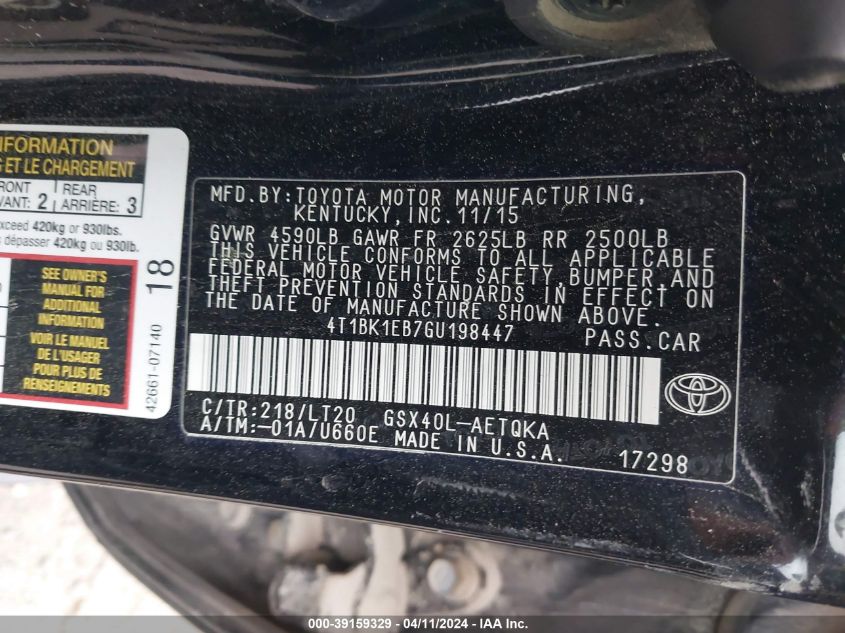 INFORMATION
G ET LE CHARGEMENT
FRONT
VANT: 2
REAR
ARRIÈRE: 3
exceed 420kg or 930lbs.
s dépasser 420kg ou 930lb.
SEE OWNER'S
MANUAL FOR
ADDITIONAL
INFORMATION
VOIR LE MANUEL
DE L'USAGER
POUR PLUS DE
RENSEIGNEMENTS
18
42661-07140
MFD. BY: TOYOTA MOTOR MANUFACTURING,
KENTUCKY, INC. 11/15
GVWR 4590LB GAWR FR 2625LB RR 2500LB
THIS VEHICLE CONFORMS TO ALL APPLICABLE
FEDERAL MOTOR VEHICLE SAFETY, BUMPER, AND
THEFT PREVENTION STANDARDS IN EFFECT ON
THE DATE OF MANUFACTURE SHOWN ABOVE.
4T1BK1EB7GU198447 PASS. CAR
C/TR: 218/LT20 GSX40L-AETQKA
A/TM: -01A/U660E MADE IN U.S.A. 17298
000-39159329 - 04/11/2024 - IAA, Inc.